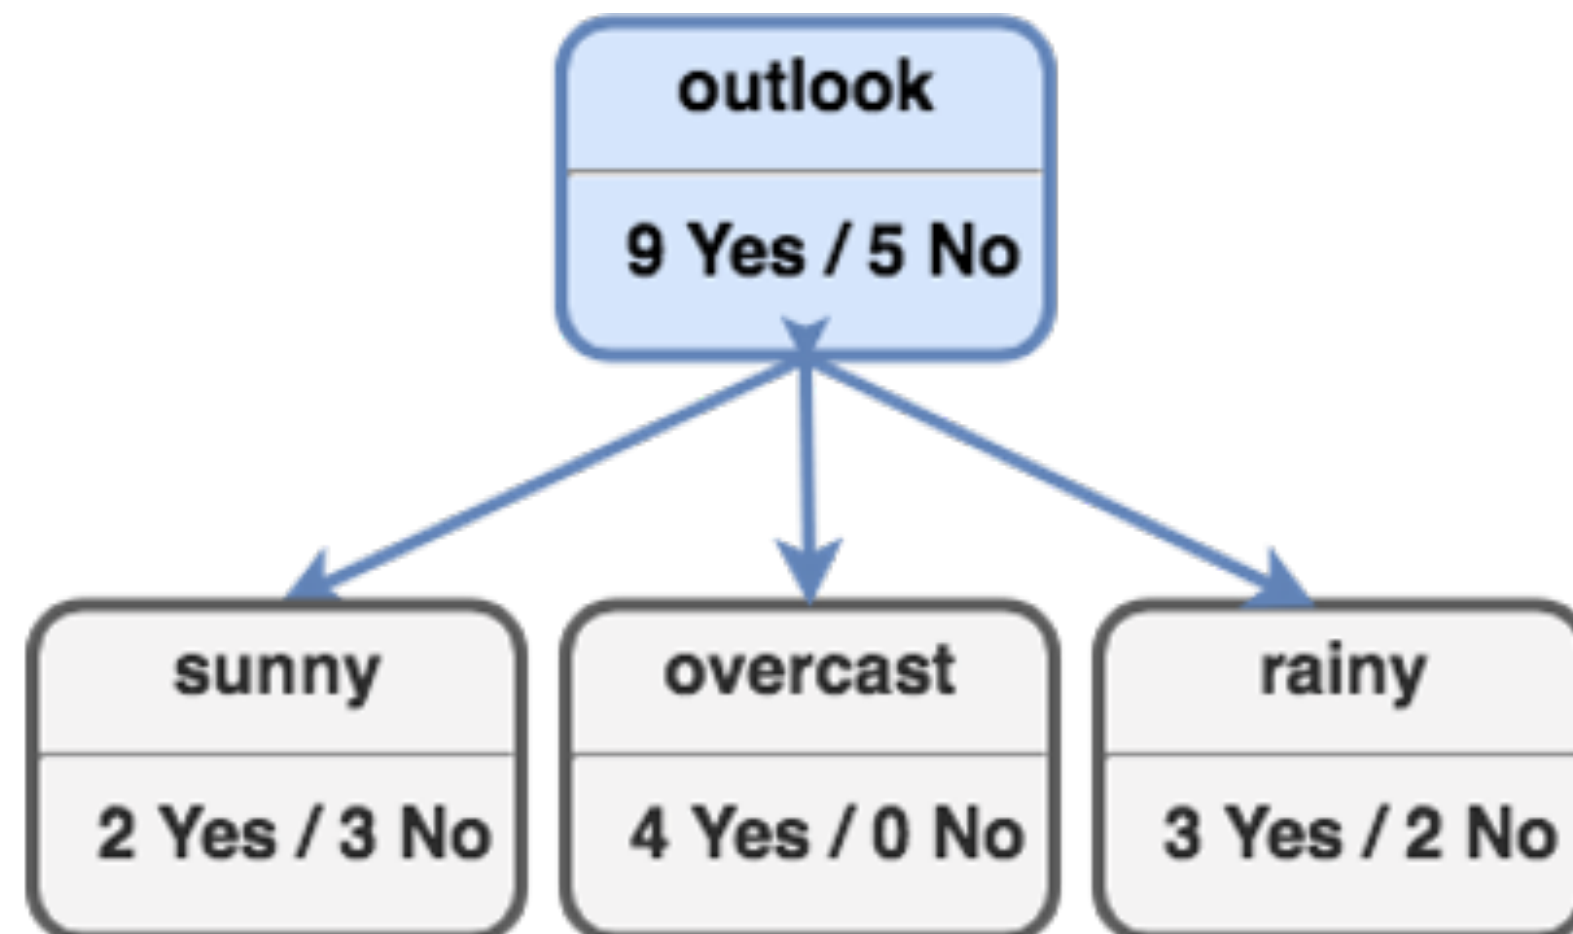 outlook
9 Yes / 5 No
sunny
2 Yes / 3 No
overcast
4 Yes / 0 No
rainy
3 Yes / 2 No